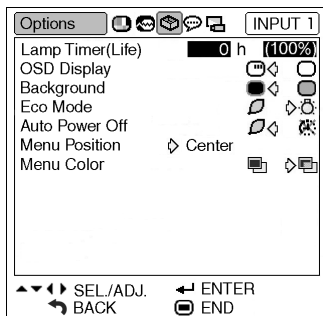 Options INPUT 1
Lamp Timer(Life) 0 h (100%)
OSD Display
Background
Eco Mode
Auto Power Off
Menu Position Center
Menu Color
SEL./ADJ. ENTER
BACK END